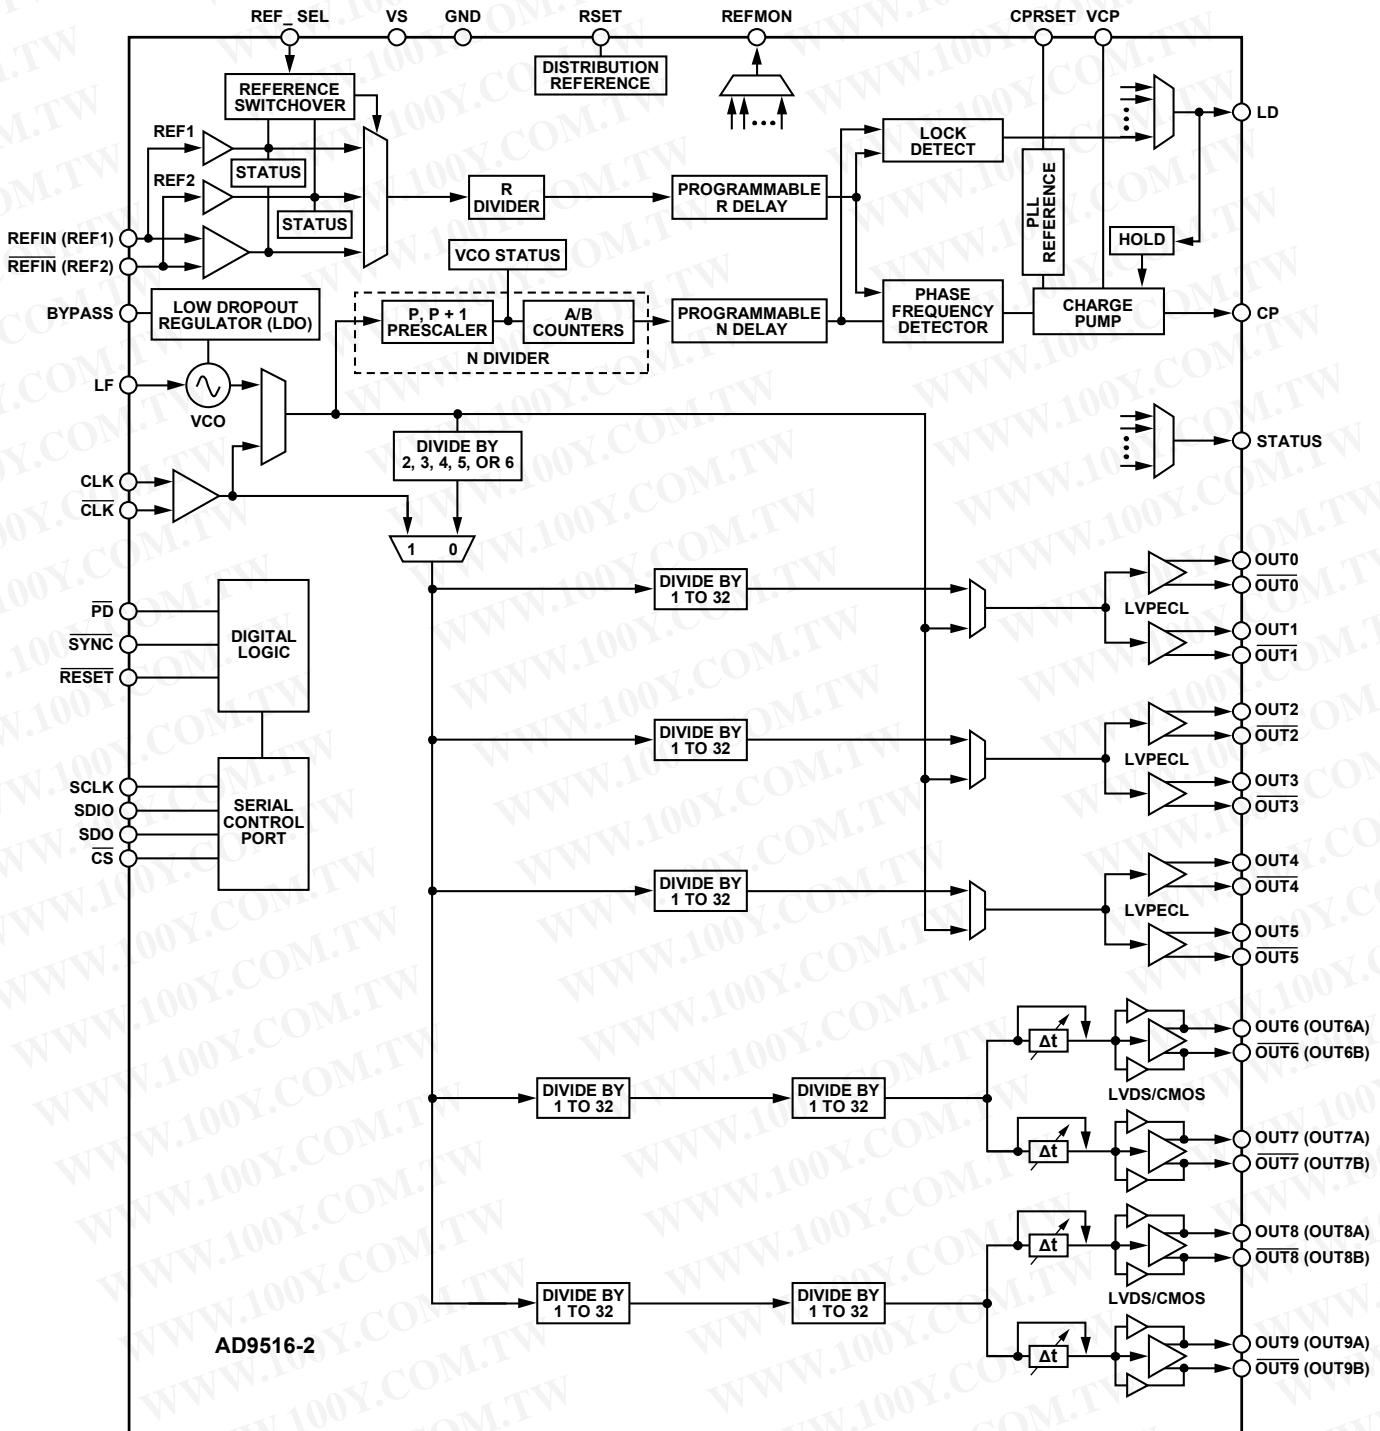 REF_SEL
VS
GND
RSET
REFMON
CPRSET
VCP
DISTRIBUTION
REFERENCE
REFERENCE
SWITCHOVER
REF1
REF2
STATUS
STATUS
REFIN (REF1)
REFIN (REF2)
BYPASS
LF
CLK
CLK
R
DIVIDER
PROGRAMMABLE
R DELAY
LOCK
DETECT
LD
PLL
REFERENCE
HOLD
VCO STATUS
LOW DROPOUT
REGULATOR (LDO)
P, P + 1
PRESCALER
A/B
COUNTERS
N DIVIDER
PROGRAMMABLE
N DELAY
PHASE
FREQUENCY
DETECTOR
CHARGE
PUMP
CP
VCO
STATUS
DIVIDE BY
2, 3, 4, 5, OR 6
1 0
PD
SYNC
RESET
DIGITAL
LOGIC
SCLK
SDIO
SDO
CS
SERIAL
CONTROL
PORT
DIVIDE BY
1 TO 32
LVPECL
OUT0
OUT0
OUT1
OUT1
DIVIDE BY
1 TO 32
LVPECL
OUT2
OUT2
OUT3
OUT3
DIVIDE BY
1 TO 32
LVPECL
OUT4
OUT4
OUT5
OUT5
DIVIDE BY
1 TO 32
DIVIDE BY
1 TO 32
Δt
Δt
LVDS/CMOS
OUT6 (OUT6A)
OUT6 (OUT6B)
OUT7 (OUT7A)
OUT7 (OUT7B)
DIVIDE BY
1 TO 32
DIVIDE BY
1 TO 32
Δt
Δt
LVDS/CMOS
OUT8 (OUT8A)
OUT8 (OUT8B)
OUT9 (OUT9A)
OUT9 (OUT9B)
AD9516-2
WWW.100Y.COM.TW